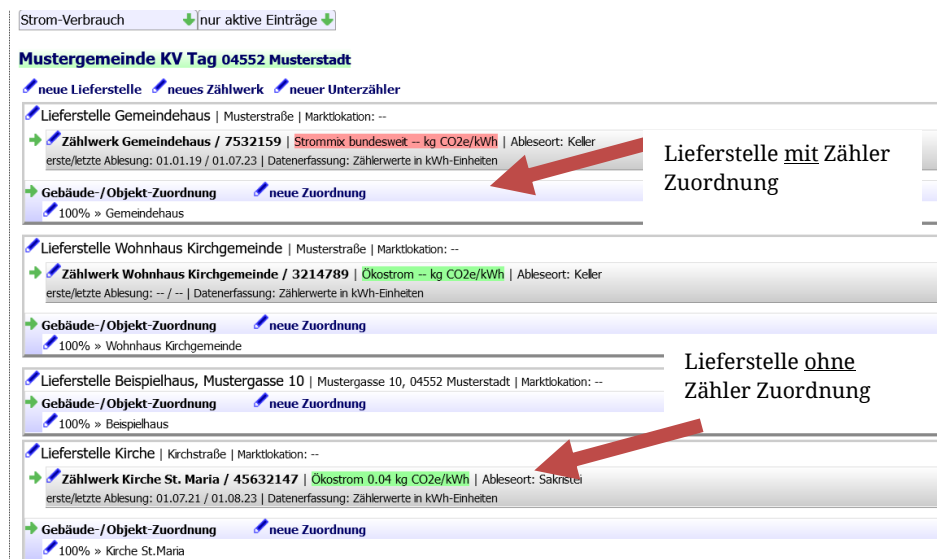 Strom-Verbrauch nur aktive Einträge
Mustergemeinde KV Tag 04552 Musterstadt
neue Lieferstelle neues Zählwerk neuer Unterzähler
Lieferstelle Gemeindehaus | Musterstraße | Marktlokation: --
Zählwerk Gemeindehaus / 7532159 | Strommix bundesweit -- kg CO2e/kWh | Ableseort: Keller
erste/letzte Ablesung: 01.01.19 / 01.07.23 | Datenerfassung: Zählerwerte in kWh-Einheiten
Lieferstelle mit Zähler
Zuordnung
Gebäude-/Objekt-Zuordnung neue Zuordnung
100% » Gemeindehaus
Lieferstelle Wohnhaus Kirchgemeinde | Musterstraße | Marktlokation: --
Zählwerk Wohnhaus Kirchgemeinde / 3214789 | Ökostrom -- kg CO2e/kWh | Ableseort: Keller
erste/letzte Ablesung: -- / -- | Datenerfassung: Zählerwerte in kWh-Einheiten
Gebäude-/Objekt-Zuordnung neue Zuordnung
100% » Wohnhaus Kirchgemeinde
Lieferstelle ohne
Zähler Zuordnung
Lieferstelle Beispielhaus, Mustergasse 10 | Mustergasse 10, 04552 Musterstadt | Marktlokation: --
Gebäude-/Objekt-Zuordnung neue Zuordnung
100% » Beispielhaus
Lieferstelle Kirche | Kirchstraße | Marktlokation: --
Zählwerk Kirche St. Maria / 45632147 | Ökostrom 0.04 kg CO2e/kWh | Ableseort: Sakristei
erste/letzte Ablesung: 01.07.21 / 01.08.23 | Datenerfassung: Zählerwerte in kWh-Einheiten
Gebäude-/Objekt-Zuordnung neue Zuordnung
100% » Kirche St.Maria